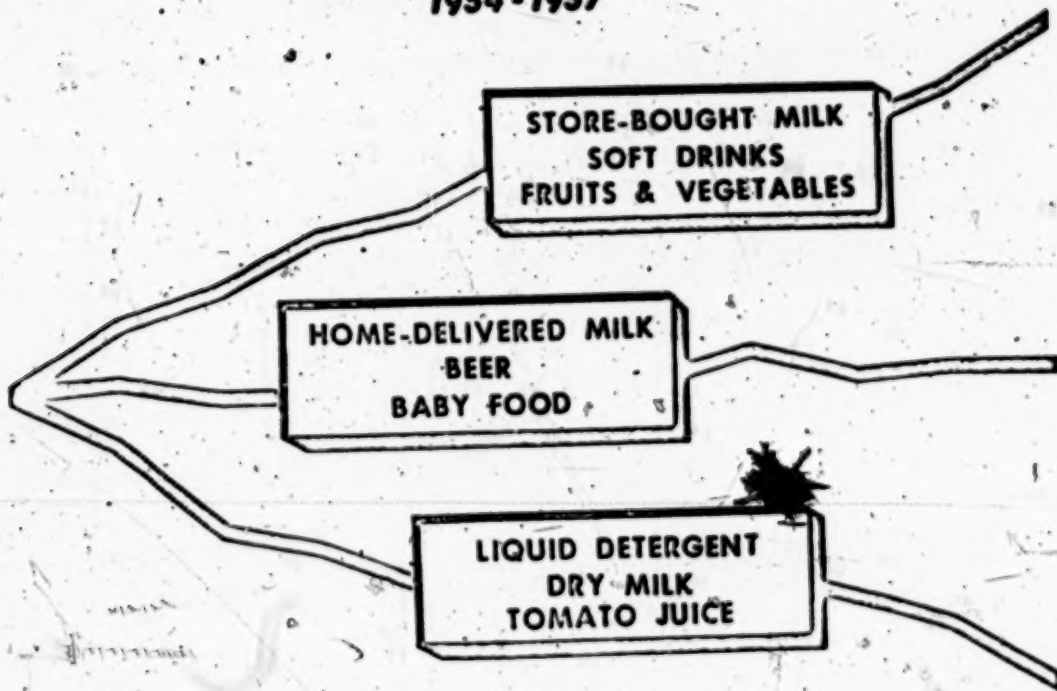 STORE-BOUGHT MILK
SOFT DRINKS
FRUITS & VEGETABLES
HOME-DELIVERED MILK
BEER
BABY FOOD
LIQUID DETERGENT
DRY MILK
TOMATO JUICE